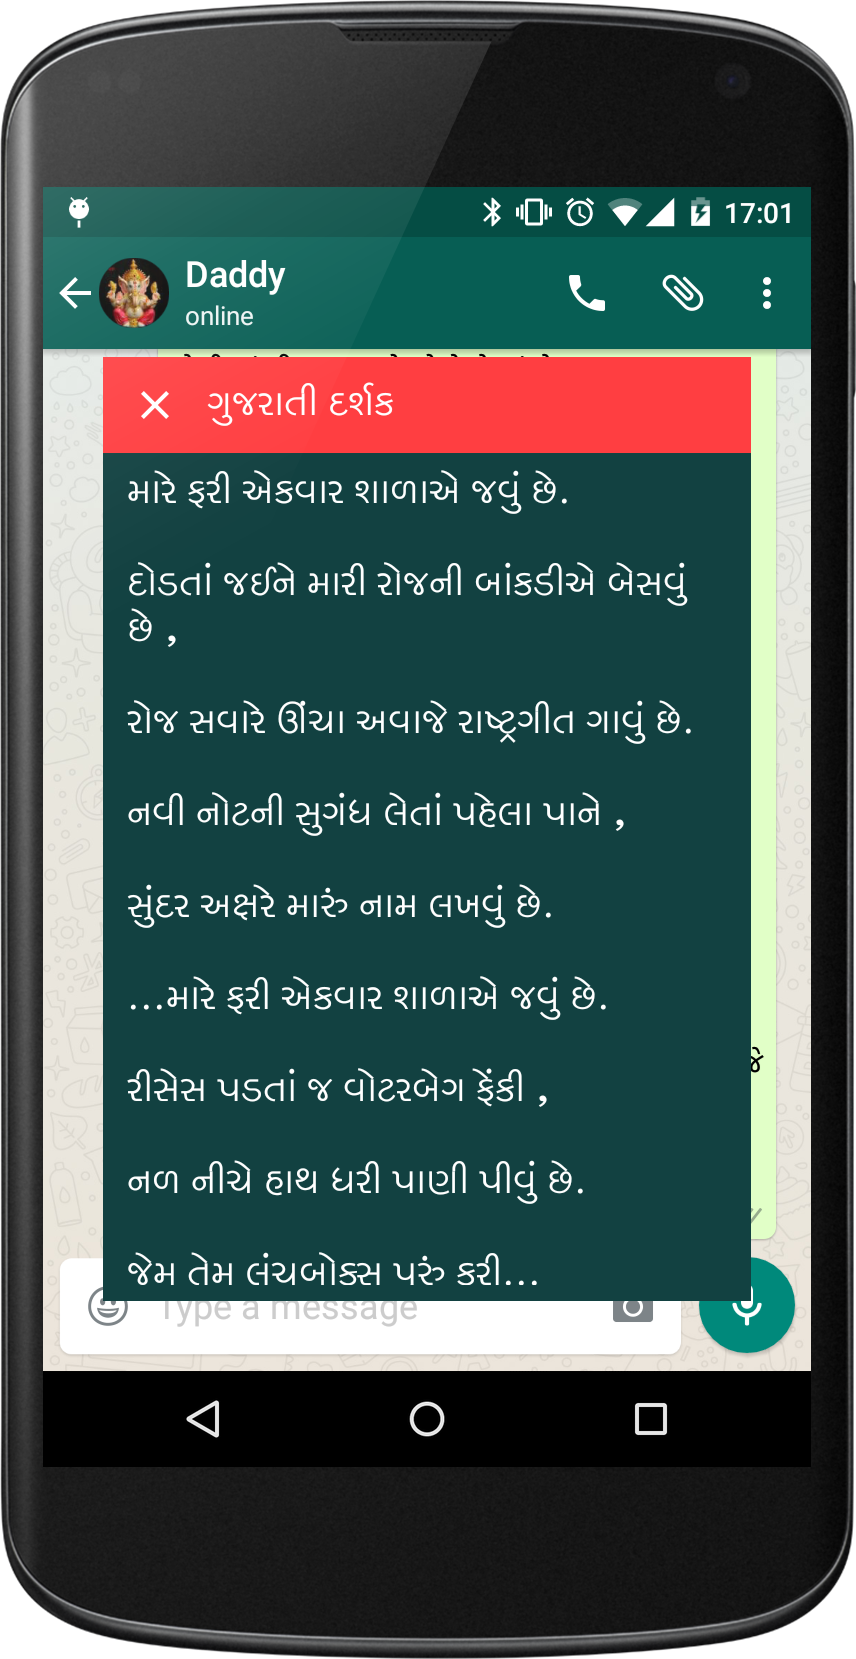 17:01
Daddy
online
ગુજરાતી દર્શક
મારે ફરી એકવાર શાળાએ જવું છે.
દોડતાં જઈને મારી રોજની બાંકડીએ બેસવું
છે ,
રોજ સવારે ઊંચા અવાજે રાષ્ટ્રગીત ગાવું છે.
નવી નોટની સુગંધ લેતાં પહેલા પાને ,
સુંદર અક્ષરે મારું નામ લખવું છે.
...મારે ફરી એકવાર શાળાએ જવું છે.
રીસેસ પડતાં જ વોટરબેગ ફેંકી ,
નળ નીચે હાથ ધરી પાણી પીવું છે.
જેમ તેમ લંચબોક્સ પરું કરી...
Type a message